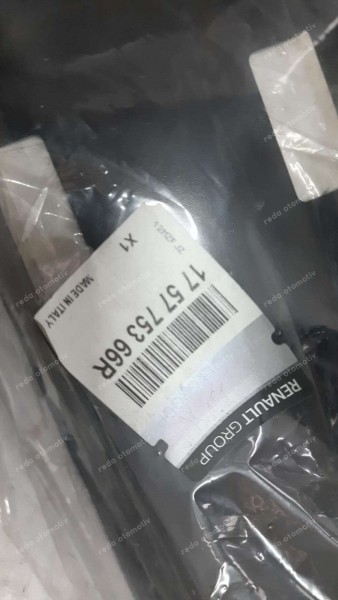 RENAULT GROUP
17 57 753 66R
X1
MADE IN ITALY
redo otomotiv